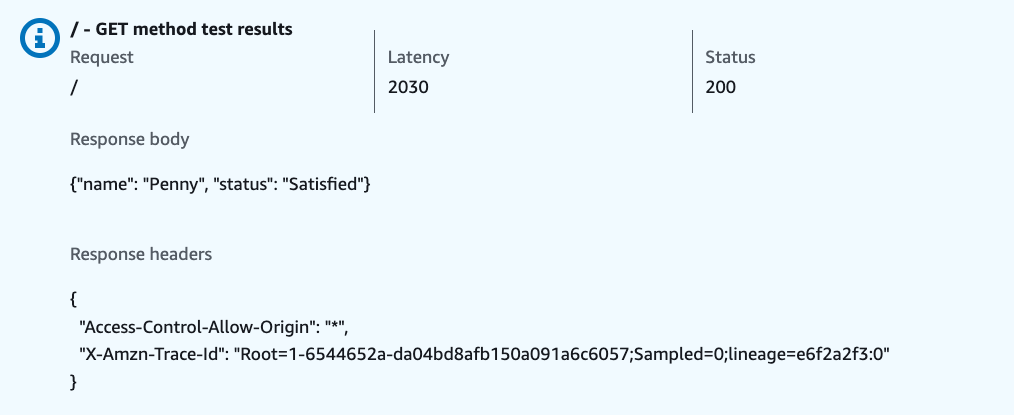 / - GET method test results
Request
/
Latency
2030
Status
200
Response body
{"name": "Penny", "status": "Satisfied"}
Response headers
{
"Access-Control-Allow-Origin": "*",
"X-Amzn-Trace-Id": "Root=1-6544652a-da04bd8afb150a091a6c6057;Sampled=0;lineage=e6f2a2f3:0"
}